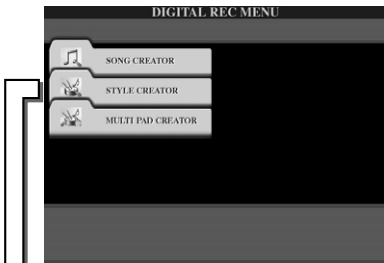 DIGITAL REC MENU
SONG CREATOR
STYLE CREATOR
MULTI PAD CREATOR